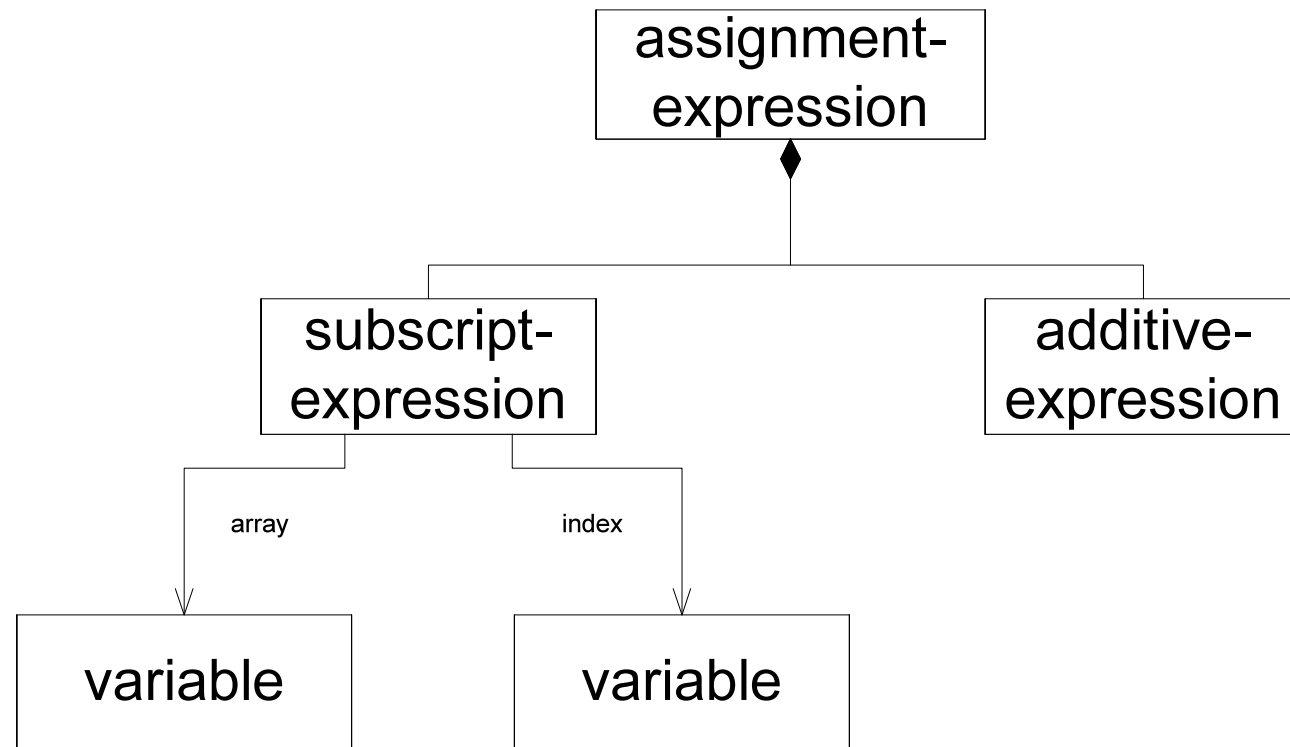 assignment-
expression
subscript-
expression
additive-
expression
array
index
variable
variable